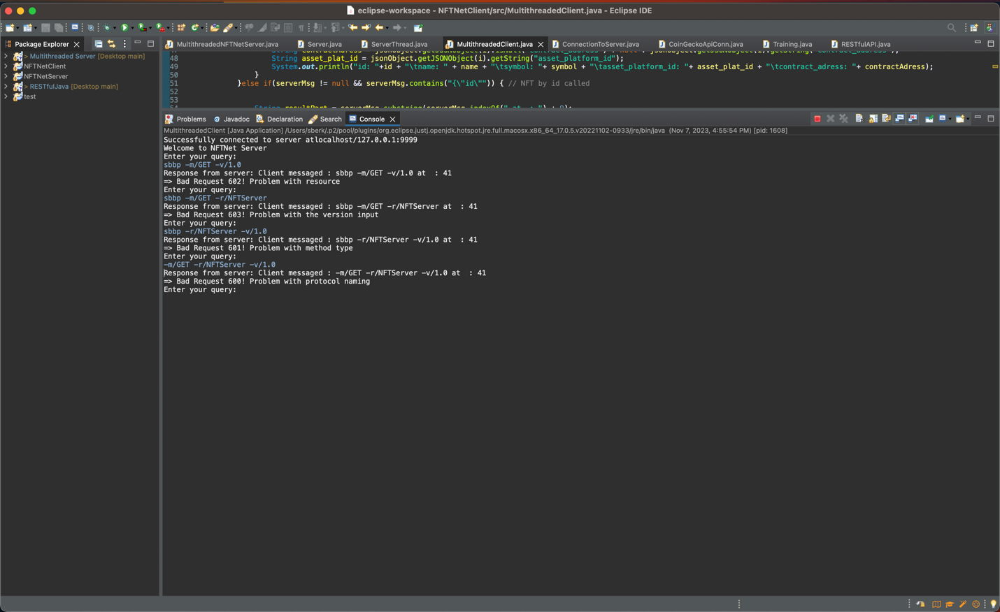 eclipse-workspace - NFTNetClient/src/MultithreadedClient.java - Eclipse IDE
Package Explorer
> Multithreaded Server [Desktop main]
NFTNetClient
NFTNetServer
> RESTfulJava [Desktop main]
test
MultithreadedNFTNetServer.java
Server.java
ServerThread.java
MultithreadedClient.java
ConnectionToServer.java
CoinGeckoApiConn.java
Training.java
RESTfulAPI.java
48 String asset_plat_id = jsonObject.getJSONObject(i).getString("asset_platform_id");
49 System.out.println("id: "+id + "\tname: " + name + "\tsymbol: "+ symbol + "\tasset_platform_id: "+ asset_plat_id + "\tcontract_adress: "+ contractAdress);
50 }
51 }else if(serverMsg != null && serverMsg.contains("{\"id\"")) { // NFT by id called
52
53
Problems
Javadoc
Declaration
Search
Console
MultithreadedClient [Java Application] /Users/sberk/.p2/pool/plugins/org.eclipse.justj.openjdk.hotspot.jre.full.macosx.x86_64_17.0.5.v20221102-0933/jre/bin/java (Nov 7, 2023, 4:55:54 PM) [pid: 1608]
Successfully connected to server atlocalhost/127.0.0.1:9999
Welcome to NFTNet Server
Enter your query:
sbbp -m/GET -v/1.0
Response from server: Client messaged : sbbp -m/GET -v/1.0 at  : 41
=> Bad Request 602! Problem with resource
Enter your query:
sbbp -m/GET -r/NFTServer
Response from server: Client messaged : sbbp -m/GET -r/NFTServer at  : 41
=> Bad Request 603! Problem with the version input
Enter your query:
sbbp -r/NFTServer -v/1.0
Response from server: Client messaged : sbbp -r/NFTServer -v/1.0 at  : 41
=> Bad Request 601! Problem with method type
Enter your query:
-m/GET -r/NFTServer -v/1.0
Response from server: Client messaged : -m/GET -r/NFTServer -v/1.0 at  : 41
=> Bad Request 600! Problem with protocol naming
Enter your query: